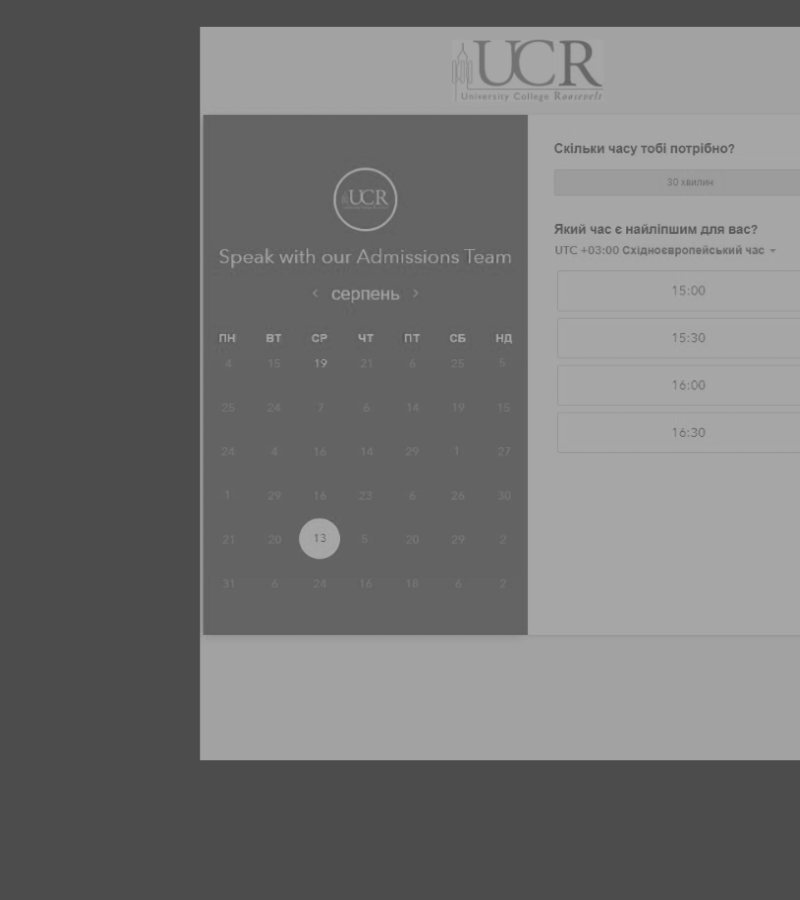 UCR
University College Roosevelt
UCR
Speak with our Admissions Team
‹ серпень ›
ПН ВТ СР ЧТ ПТ СБ НД
4 15 19 21 6 25 5
25 24 7 6 14 19 15
24 4 16 14 29 1 27
1 29 16 23 6 26 30
21 20 13 5 20 29 2
31 6 24 16 18 6 2
Скільки часу тобі потрібно?
30 хвилин
Який час є найліпшим для вас?
UTC +03:00 Східноєвропейський час
15:00
15:30
16:00
16:30